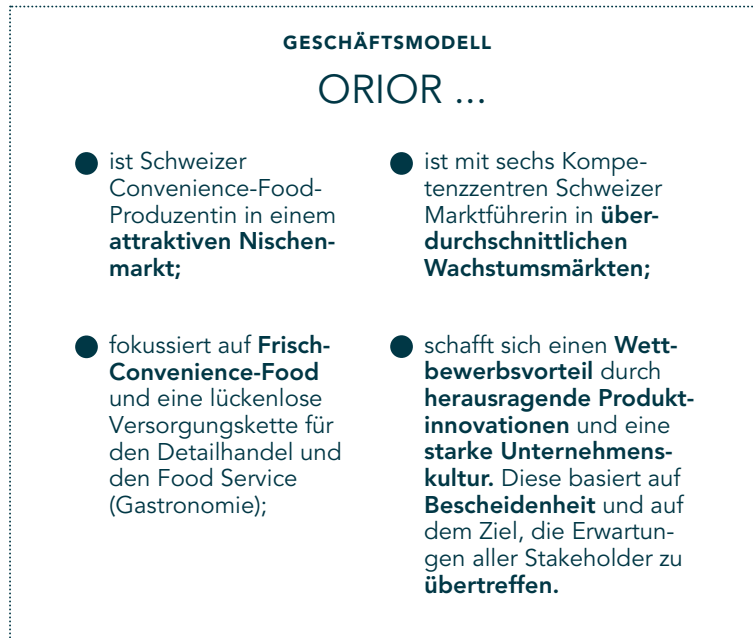 GESCHÄFTSMODELL
ORIOR ...
ist Schweizer
Convenience-Food-
Produzentin in einem
attraktiven Nischen-
markt;
ist mit sechs Kompe-
tenzzentren Schweizer
Marktführerin in über-
durchschnittlichen
Wachstumsmärkten;
fokussiert auf Frisch-
Convenience-Food
und eine lückenlose
Versorgungskette für
den Detailhandel und
den Food Service
(Gastronomie);
schafft sich einen Wett-
bewerbsvorteil durch
herausragende Produkt-
innovationen und eine
starke Unternehmens-
kultur. Diese basiert auf
Bescheidenheit und auf
dem Ziel, die Erwartun-
gen aller Stakeholder zu
übertreffen.